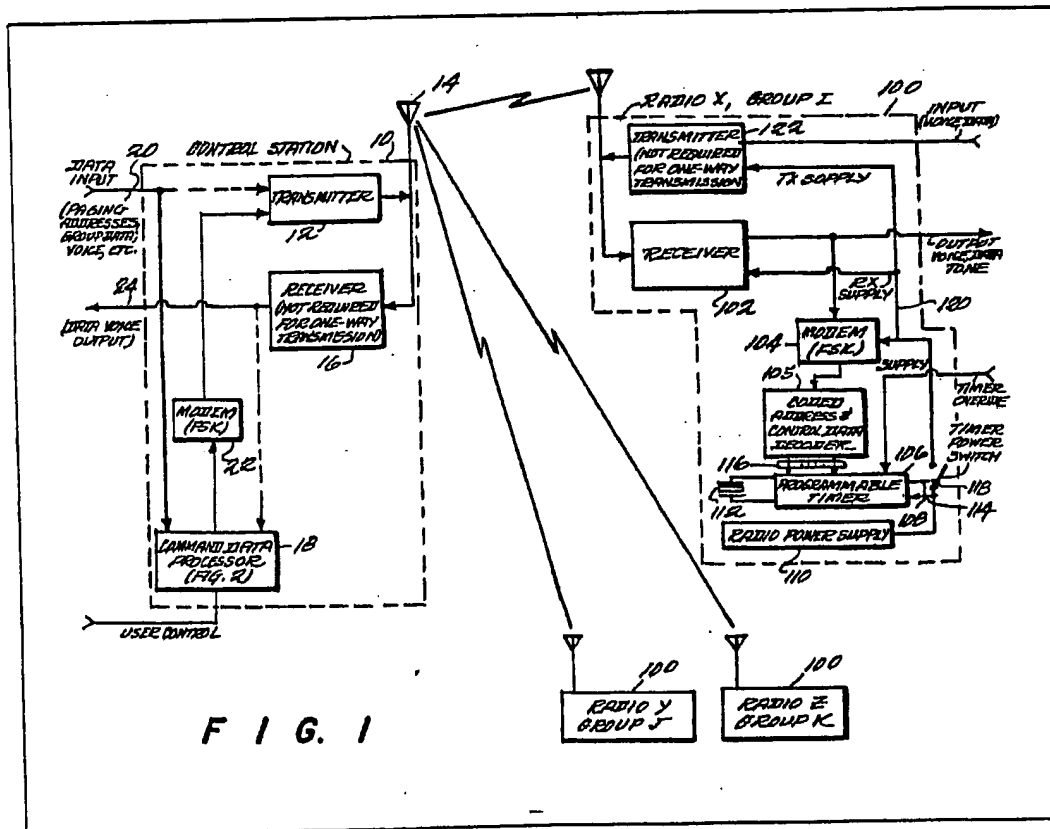 14
CONTROL STATION
10
20
DATA
INPUT
(PAGING
ADDRESSES,
GROUP DATA,
VOICE, ETC.
TRANSMITTER
12
24
(DATA VOICE
OUTPUT)
RECEIVER
(NOT REQUIRED
FOR ONE-WAY
TRANSMISSION)
16
MODEM
(FSK)
22
COMMAND DATA
PROCESSOR
(FIG. 2)
18
USER CONTROL
RADIO X, GROUP I
100
INPUT
(VOICE DATA)
TRANSMITTER
(NOT REQUIRED
FOR ONE-WAY
TRANSMISSION
122
TX SUPPLY
RECEIVER
102
OUTPUT
VOICE, DATA
TONE
RX
SUPPLY
120
104
MODEM
(FSK)
SUPPLY
TIMER
OVERRIDE
105
CODED
ADDRESS &
CONTROL DATA
DECODER
116
106
TIMER
POWER
SWITCH
112
PROGRAMMABLE
TIMER
118
108
114
RADIO POWER SUPPLY
110
100
RADIO Y
GROUP J
100
RADIO Z
GROUP K
FIG. 1